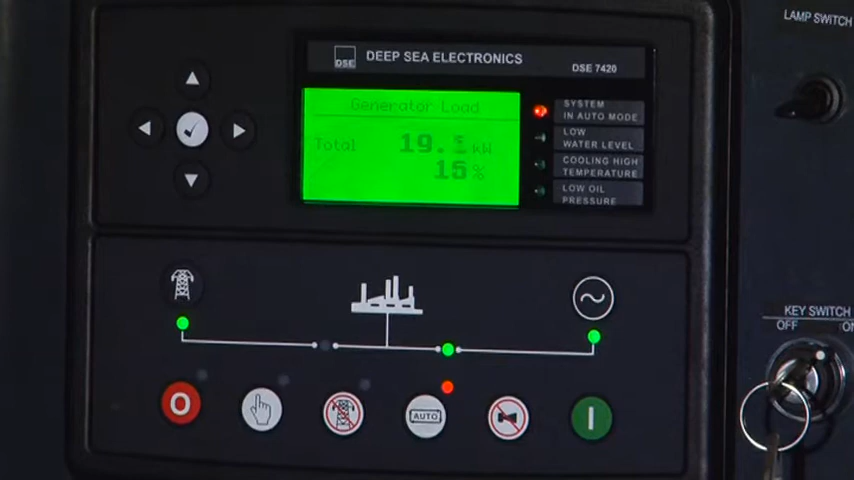 LAMP SWITCH
DSE
DEEP SEA ELECTRONICS
DSE 7420
Generator Load
Total
kW
%
SYSTEM
IN AUTO MODE
LOW
WATER LEVEL
COOLING HIGH
TEMPERATURE
LOW OIL
PRESSURE
KEY SWITCH
OFF
O
AUTO
I